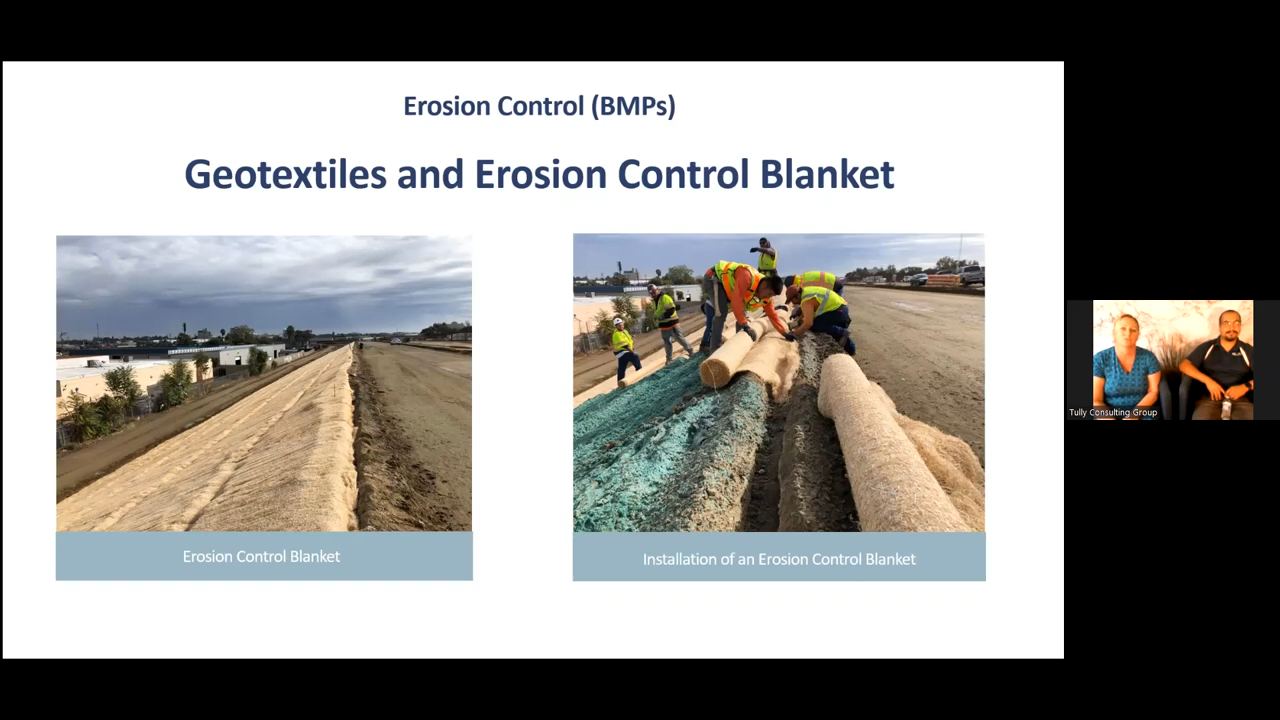 Erosion Control (BMPs)
Geotextiles and Erosion Control Blanket
Erosion Control Blanket
Installation of an Erosion Control Blanket
Tully Consulting Group